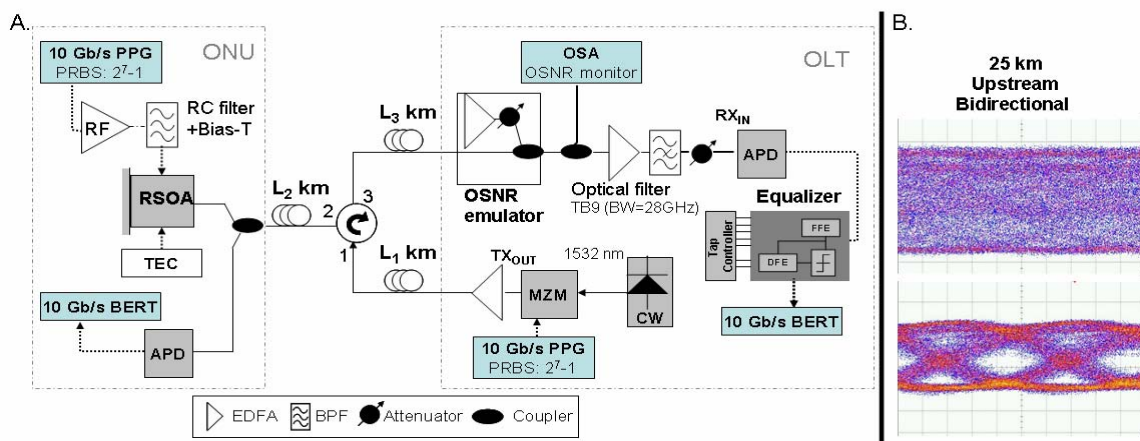 A.
ONU
10 Gb/s PPG
PRBS: 2⁷-1
RF
RC filter
+Bias-T
RSOA
TEC
10 Gb/s BERT
APD
L₂ km
L₃ km
2
3
1
L₁ km
OLT
OSA
OSNR monitor
OSNR
emulator
Optical filter
TB9 (BW=28GHz)
RX_IN
APD
Equalizer
Tap
Controller
FFE
DFE
10 Gb/s BERT
TX_OUT
MZM
1532 nm
CW
10 Gb/s PPG
PRBS: 2⁷-1
EDFA
BPF
Attenuator
Coupler
B.
25 km
Upstream
Bidirectional